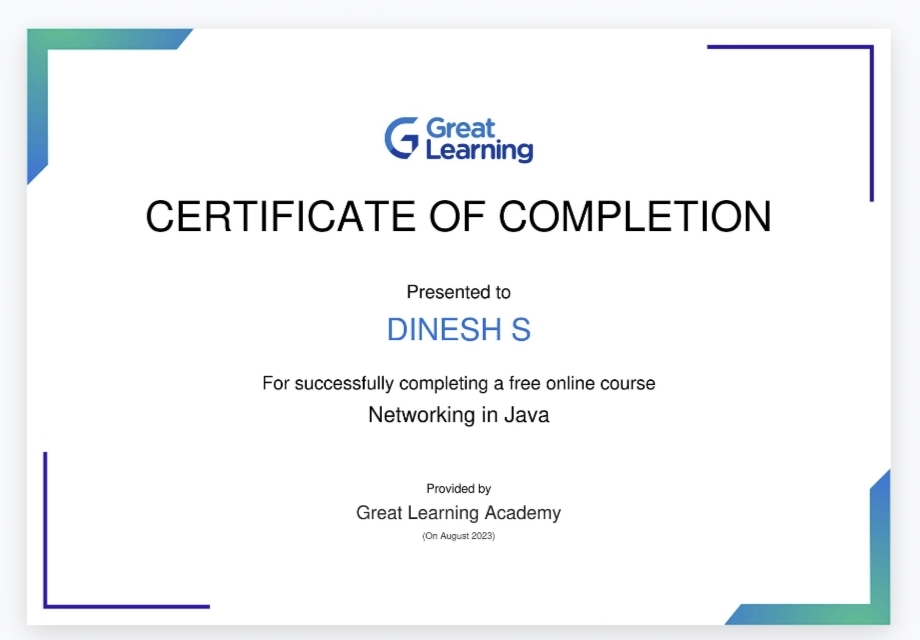 Great
Learning
CERTIFICATE OF COMPLETION
Presented to
DINESH S
For successfully completing a free online course
Networking in Java
Provided by
Great Learning Academy
(On August 2023)